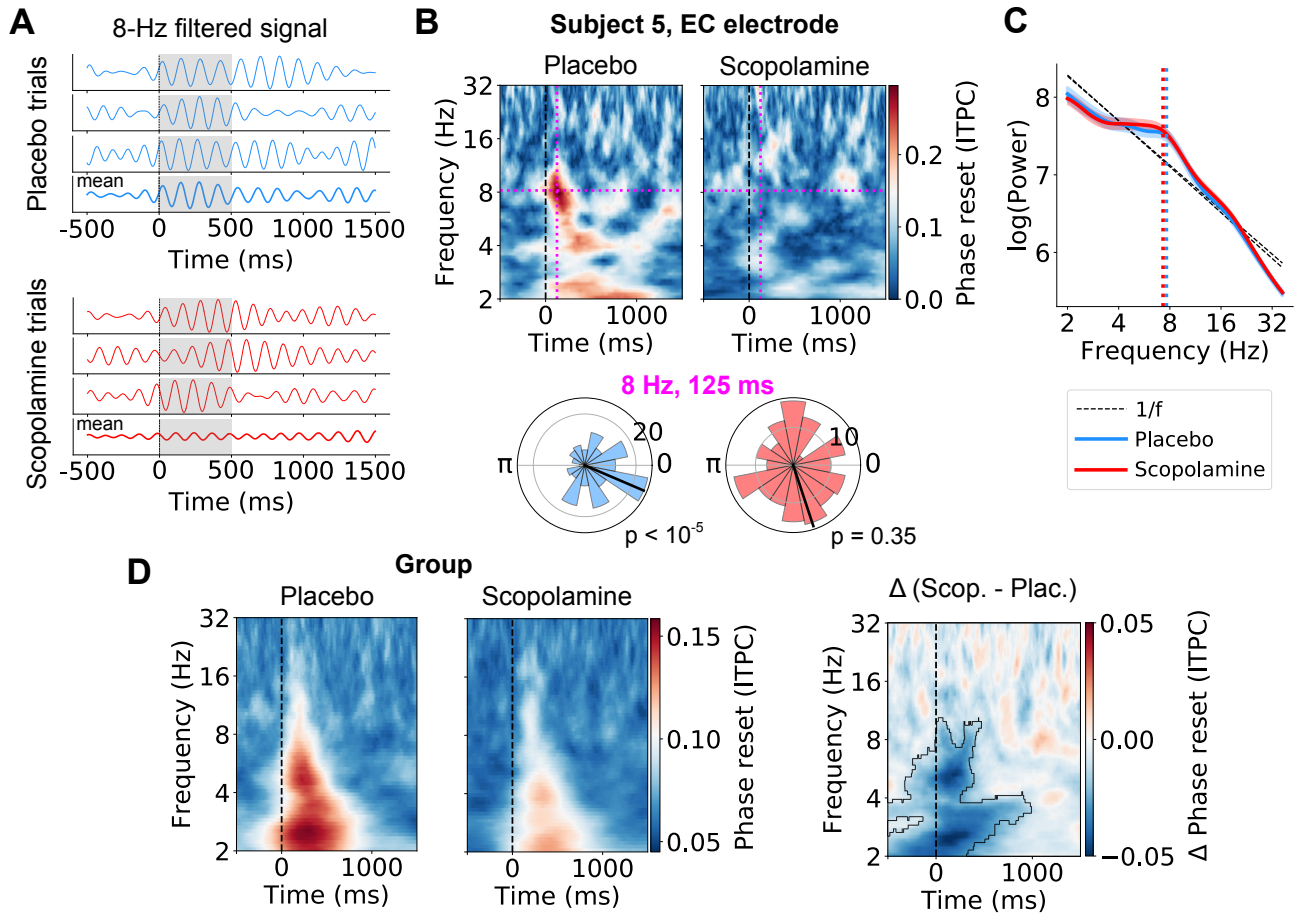 A
8-Hz filtered signal
Placebo trials
mean
-500 0 500 1000 1500
Time (ms)
Scopolamine trials
mean
-500 0 500 1000 1500
Time (ms)
B
Subject 5, EC electrode
Placebo
Scopolamine
Frequency (Hz)
32
16
8
4
2
0 1000
Time (ms)
0 1000
Time (ms)
0.2
0.1
0.0
Phase reset (ITPC)
8 Hz, 125 ms
π
20
0
p < 10⁻⁵
π
10
0
p = 0.35
C
log(Power)
8
7
6
2 4 8 16 32
Frequency (Hz)
1/f
Placebo
Scopolamine
D
Group
Placebo
Scopolamine
Frequency (Hz)
32
16
8
4
2
0 1000
Time (ms)
0 1000
Time (ms)
0.15
0.10
0.05
Phase reset (ITPC)
Δ (Scop. - Plac.)
Frequency (Hz)
32
16
8
4
2
0 1000
Time (ms)
0.05
0.00
−0.05
Δ Phase reset (ITPC)